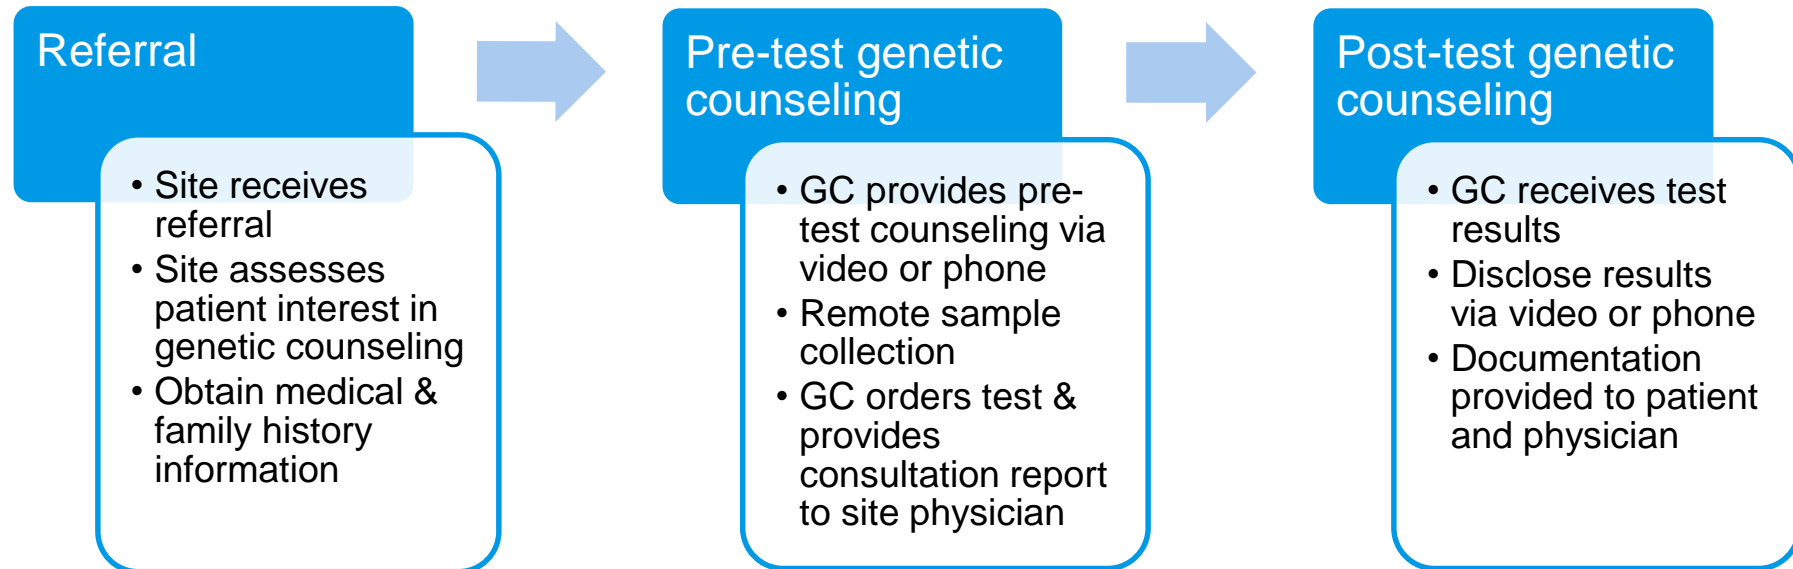 Referral
• Site receives
referral
• Site assesses
patient interest in
genetic counseling
• Obtain medical &
family history
information
Pre-test genetic
counseling
• GC provides pre-
test counseling via
video or phone
• Remote sample
collection
• GC orders test &
provides
consultation report
to site physician
Post-test genetic
counseling
• GC receives test
results
• Disclose results
via video or phone
• Documentation
provided to patient
and physician